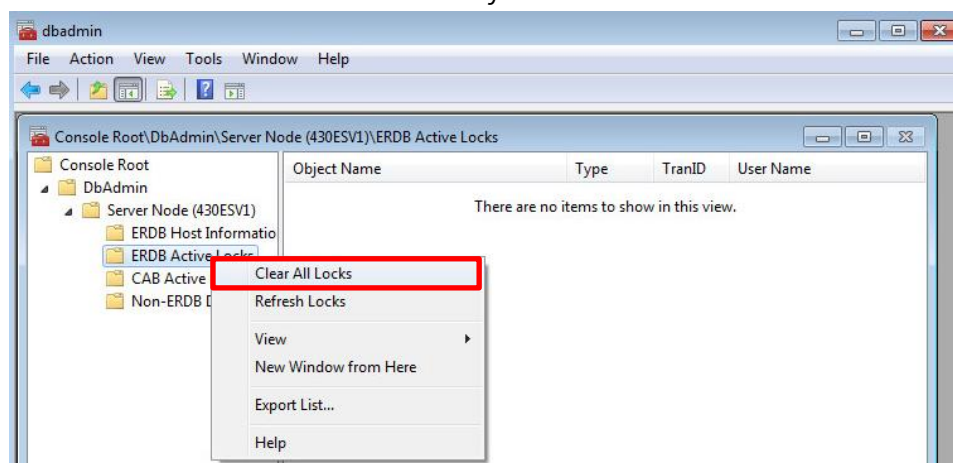 dbadmin
File Action View Tools Window Help
Console Root\DbAdmin\Server Node (430ESV1)\ERDB Active Locks
Console Root
DbAdmin
Server Node (430ESV1)
ERDB Host Informatio
ERDB Active Locks
CAB Active
Non-ERDB D
Object Name Type TranID User Name
There are no items to show in this view.
Clear All Locks
Refresh Locks
View
New Window from Here
Export List...
Help